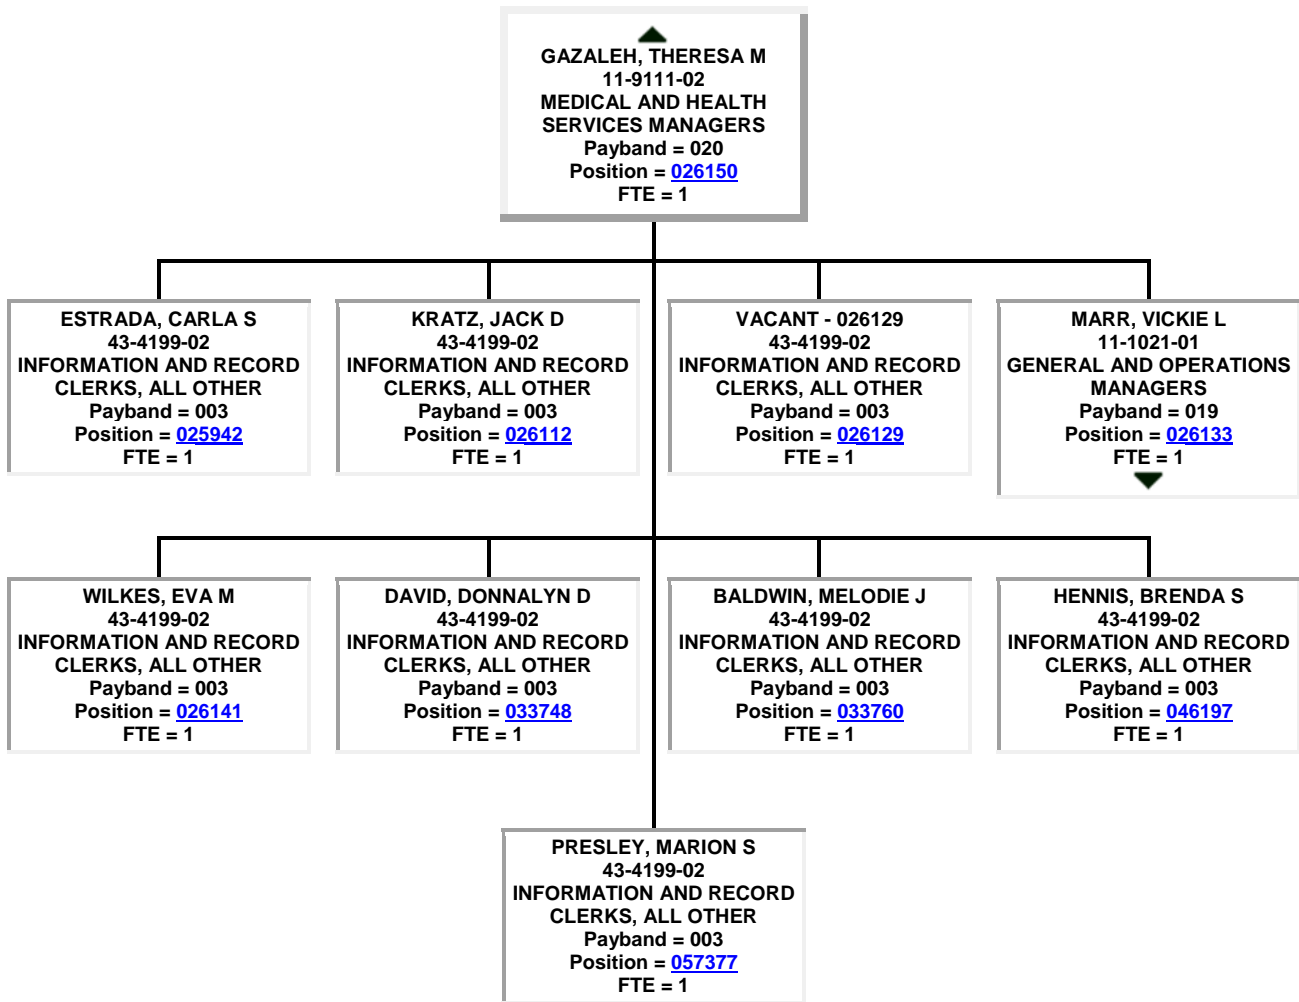 GAZALEH, THERESA M
11-9111-02
MEDICAL AND HEALTH
SERVICES MANAGERS
Payband = 020
Position = 026150
FTE = 1
ESTRADA, CARLA S
43-4199-02
INFORMATION AND RECORD
CLERKS, ALL OTHER
Payband = 003
Position = 025942
FTE = 1
KRATZ, JACK D
43-4199-02
INFORMATION AND RECORD
CLERKS, ALL OTHER
Payband = 003
Position = 026112
FTE = 1
VACANT - 026129
43-4199-02
INFORMATION AND RECORD
CLERKS, ALL OTHER
Payband = 003
Position = 026129
FTE = 1
MARR, VICKIE L
11-1021-01
GENERAL AND OPERATIONS
MANAGERS
Payband = 019
Position = 026133
FTE = 1
WILKES, EVA M
43-4199-02
INFORMATION AND RECORD
CLERKS, ALL OTHER
Payband = 003
Position = 026141
FTE = 1
DAVID, DONNALYN D
43-4199-02
INFORMATION AND RECORD
CLERKS, ALL OTHER
Payband = 003
Position = 033748
FTE = 1
BALDWIN, MELODIE J
43-4199-02
INFORMATION AND RECORD
CLERKS, ALL OTHER
Payband = 003
Position = 033760
FTE = 1
HENNIS, BRENDA S
43-4199-02
INFORMATION AND RECORD
CLERKS, ALL OTHER
Payband = 003
Position = 046197
FTE = 1
PRESLEY, MARION S
43-4199-02
INFORMATION AND RECORD
CLERKS, ALL OTHER
Payband = 003
Position = 057377
FTE = 1